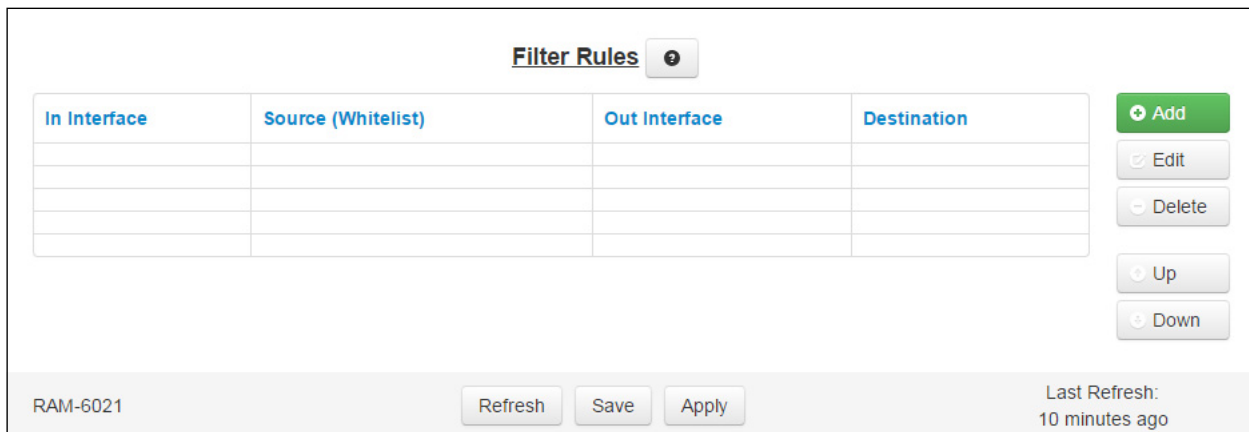 Filter Rules
In Interface Source (Whitelist) Out Interface Destination
Add
Edit
Delete
Up
Down
RAM-6021
Refresh Save Apply
Last Refresh:
10 minutes ago